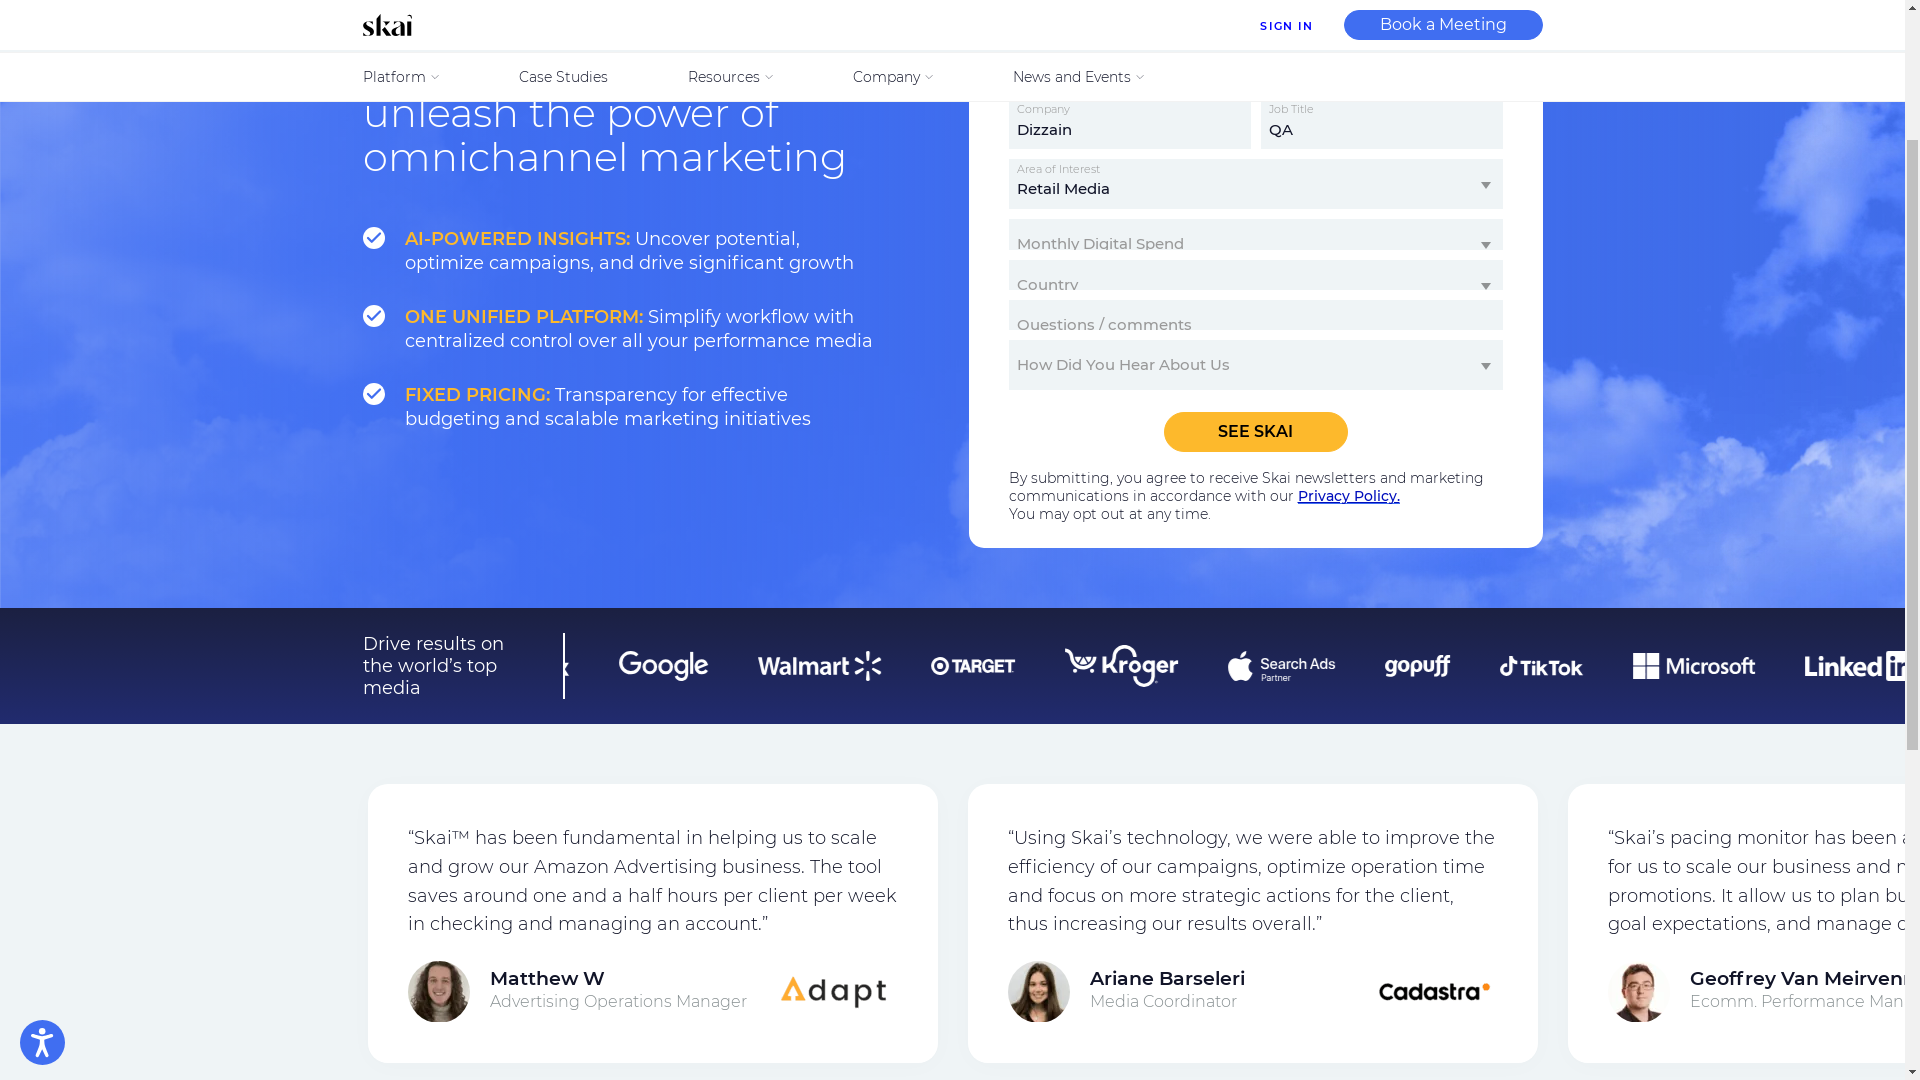 skai
SIGN IN
Book a Meeting
Platform
Case Studies
Resources
Company
News and Events
unleash the power of
omnichannel marketing
AI-POWERED INSIGHTS: Uncover potential,
optimize campaigns, and drive significant growth
ONE UNIFIED PLATFORM: Simplify workflow with
centralized control over all your performance media
FIXED PRICING: Transparency for effective
budgeting and scalable marketing initiatives
Company
Dizzain
Job Title
QA
Area of Interest
Retail Media
Monthly Digital Spend
Country
Questions / comments
How Did You Hear About Us
SEE SKAI
By submitting, you agree to receive Skai newsletters and marketing
communications in accordance with our Privacy Policy.
You may opt out at any time.
Drive results on
the world’s top
media
Google
Walmart
TARGET
Kroger
Search Ads
Partner
gopuff
TikTok
Microsoft
Linked in
“Skai™ has been fundamental in helping us to scale
and grow our Amazon Advertising business. The tool
saves around one and a half hours per client per week
in checking and managing an account.”
Matthew W
Advertising Operations Manager
Adapt
“Using Skai’s technology, we were able to improve the
efficiency of our campaigns, optimize operation time
and focus on more strategic actions for the client,
thus increasing our results overall.”
Ariane Barseleri
Media Coordinator
Cadastra
“Skai’s pacing monitor has been
for us to scale our business and
promotions. It allow us to plan
goal expectations, and manage
Geoffrey Van
Ecomm. Performance